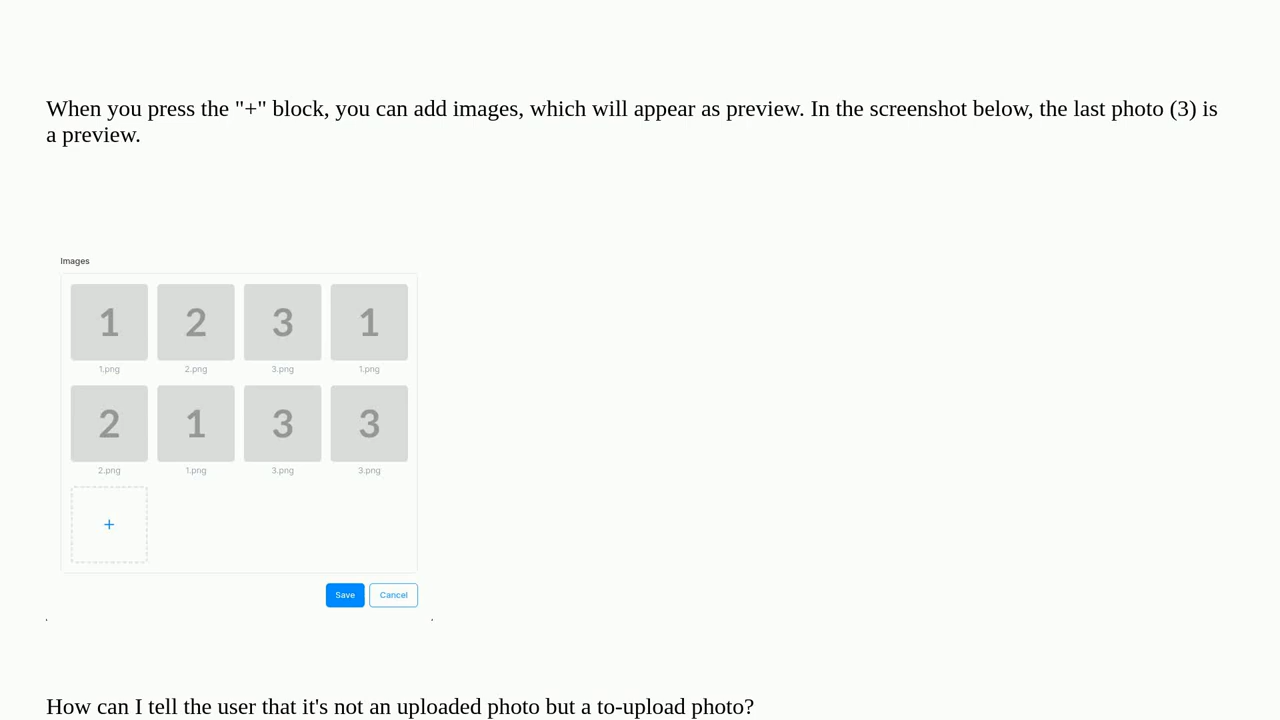 When you press the "+" block, you can add images, which will appear as preview. In the screenshot below, the last photo (3) is
a preview.
Images
1 2 3 1
1.png 2.png 3.png 1.png
2 1 3 3
2.png 1.png 3.png 3.png
+
Save Cancel
. .
How can I tell the user that it's not an uploaded photo but a to-upload photo?